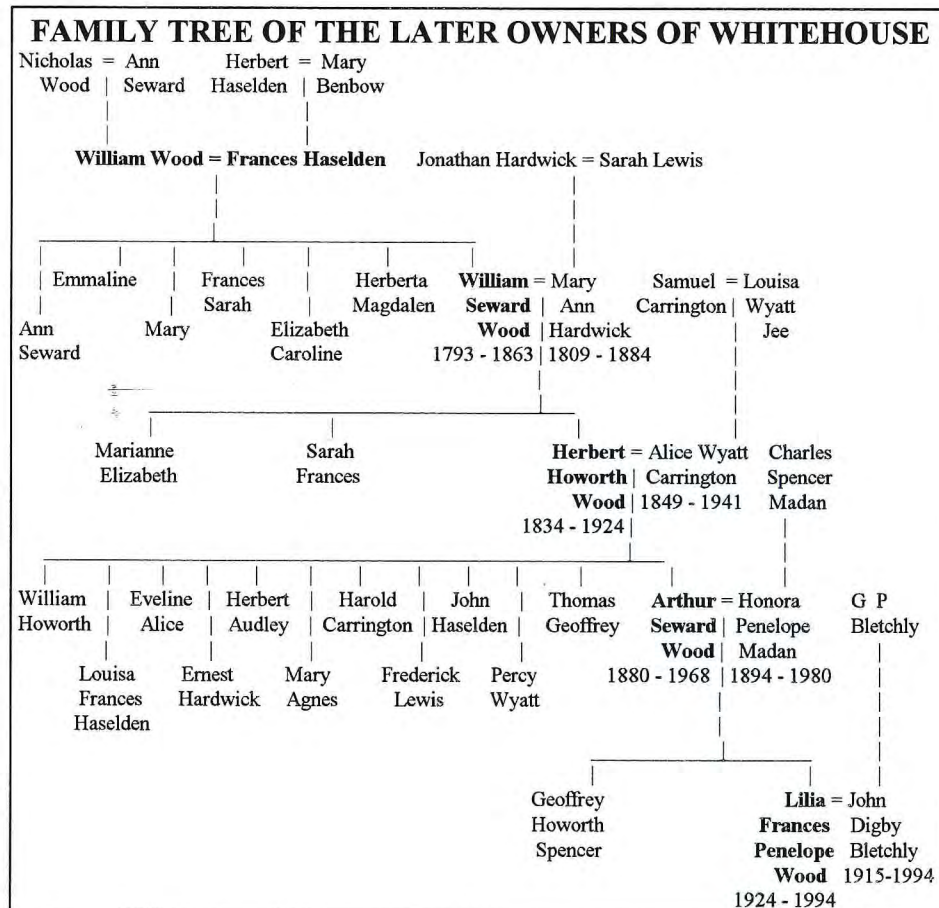 FAMILY TREE OF THE LATER OWNERS OF WHITEHOUSE
Nicholas = Ann Herbert = Mary
Wood | Seward Haselden | Benbow
William Wood = Frances Haselden Jonathan Hardwick = Sarah Lewis
Emmaline Frances Herberta William = Mary Samuel = Louisa
Sarah Magdalen Seward Ann Carrington Wyatt
Ann Mary Elizabeth Wood Hardwick Jee
Seward Caroline 1793 - 1863 | 1809 - 1884
Marianne Sarah Herbert = Alice Wyatt Charles
Elizabeth Frances Howorth | Carrington Spencer
Wood | 1849 - 1941 Madan
1834 - 1924
William Eveline Herbert Harold John Thomas Arthur = Honora G P
Howorth Alice Audley Carrington Haselden Geoffrey Seward Penelope Bletchly
Wood | Madan
Louisa Ernest Mary Frederick Percy 1880 - 1968 | 1894 - 1980
Frances Hardwick Agnes Lewis Wyatt
Haselden
Geoffrey Lilia = John
Howorth Frances Digby
Spencer Penelope Bletchly
Wood 1915-1994
1924 - 1994